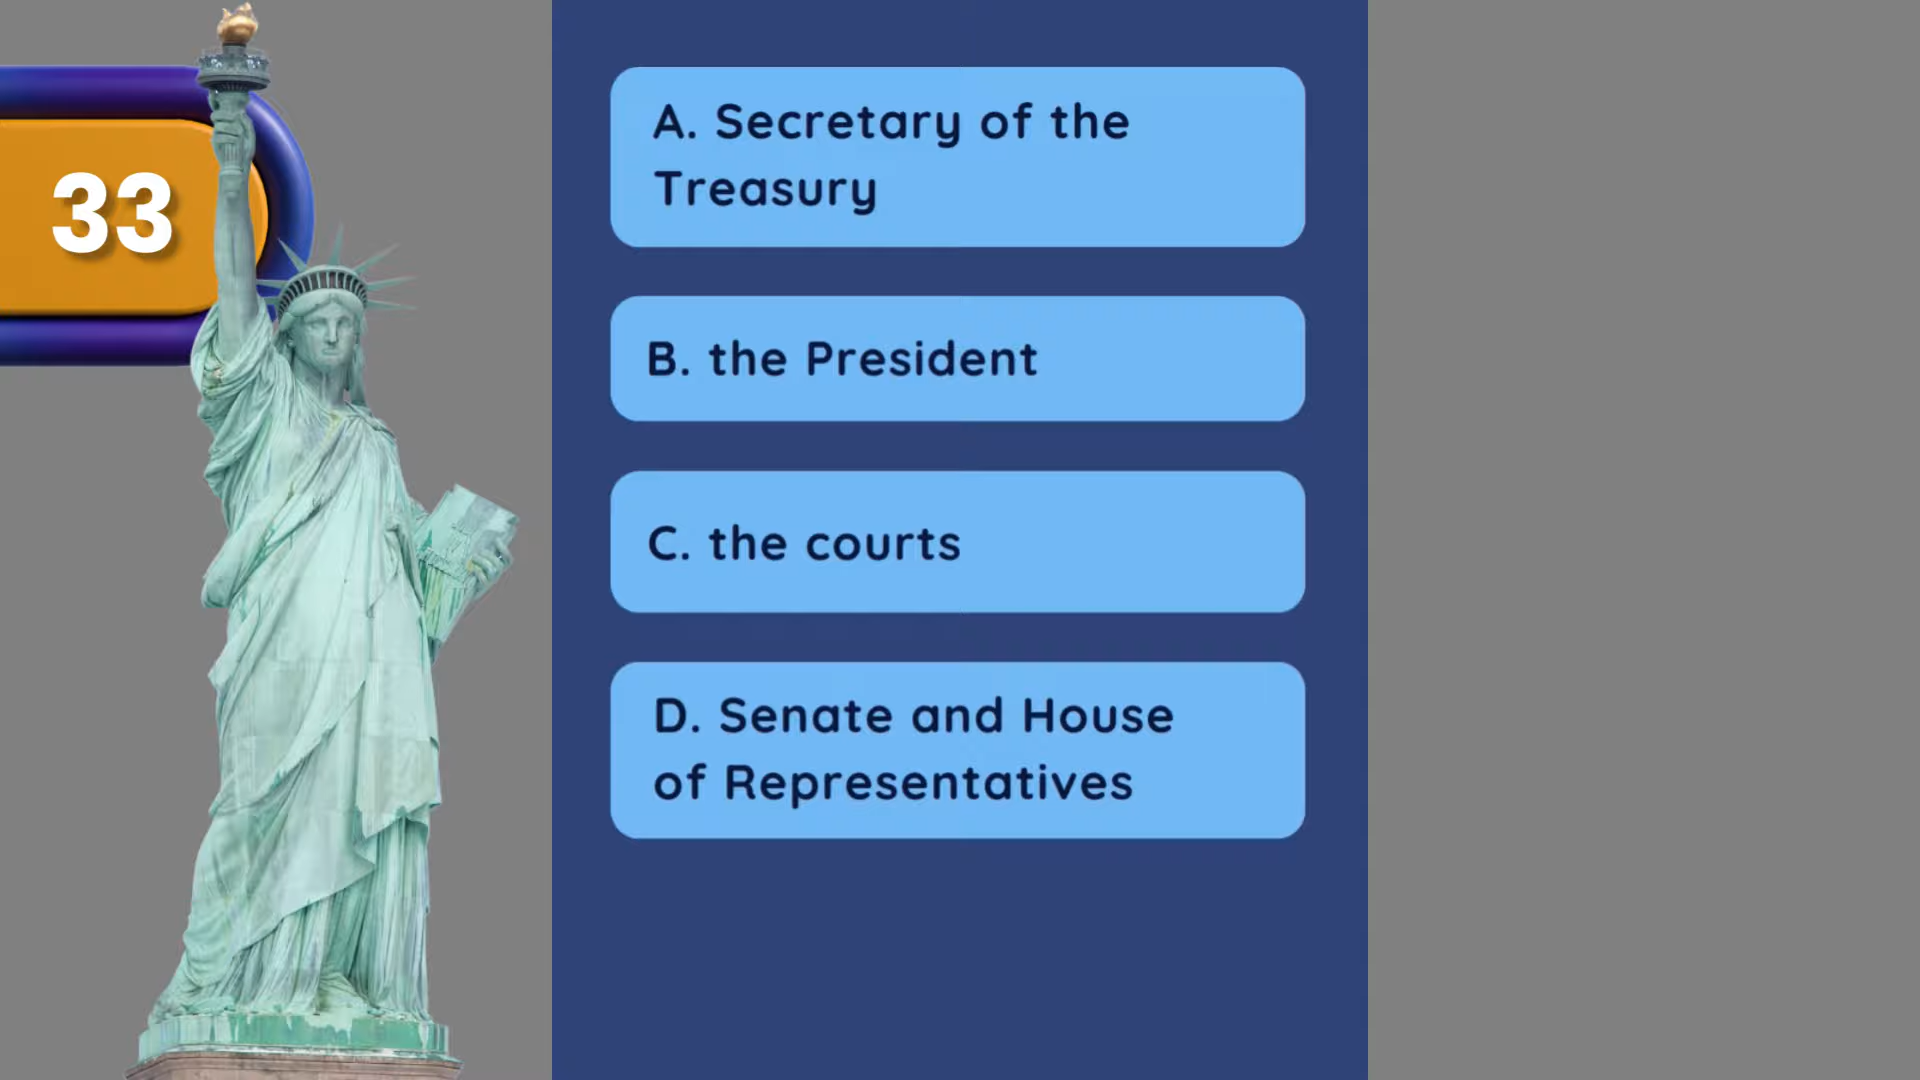 33
A. Secretary of the
Treasury
B. the President
C. the courts
D. Senate and House
of Representatives